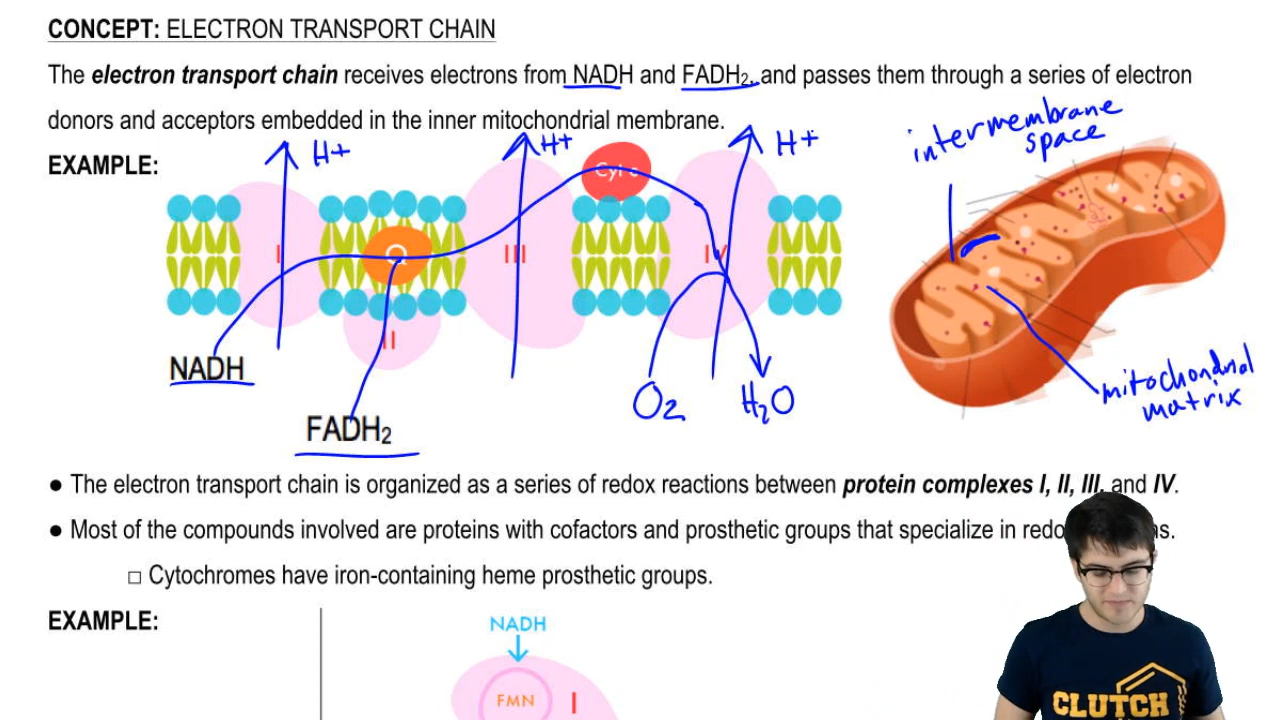 CONCEPT: ELECTRON TRANSPORT CHAIN
The electron transport chain receives electrons from NADH and FADH₂, and passes them through a series of electron
donors and acceptors embedded in the inner mitochondrial membrane.
EXAMPLE:
H+
H+
H+
intermembrane
space
Cyt c
I
Q
III
IV
II
NADH
FADH₂
O₂
H₂O
mitochondrial
matrix
● The electron transport chain is organized as a series of redox reactions between protein complexes I, II, III, and IV.
● Most of the compounds involved are proteins with cofactors and prosthetic groups that specialize in
□ Cytochromes have iron-containing heme prosthetic groups.
EXAMPLE:
NADH
FMN
I
CLUTCH